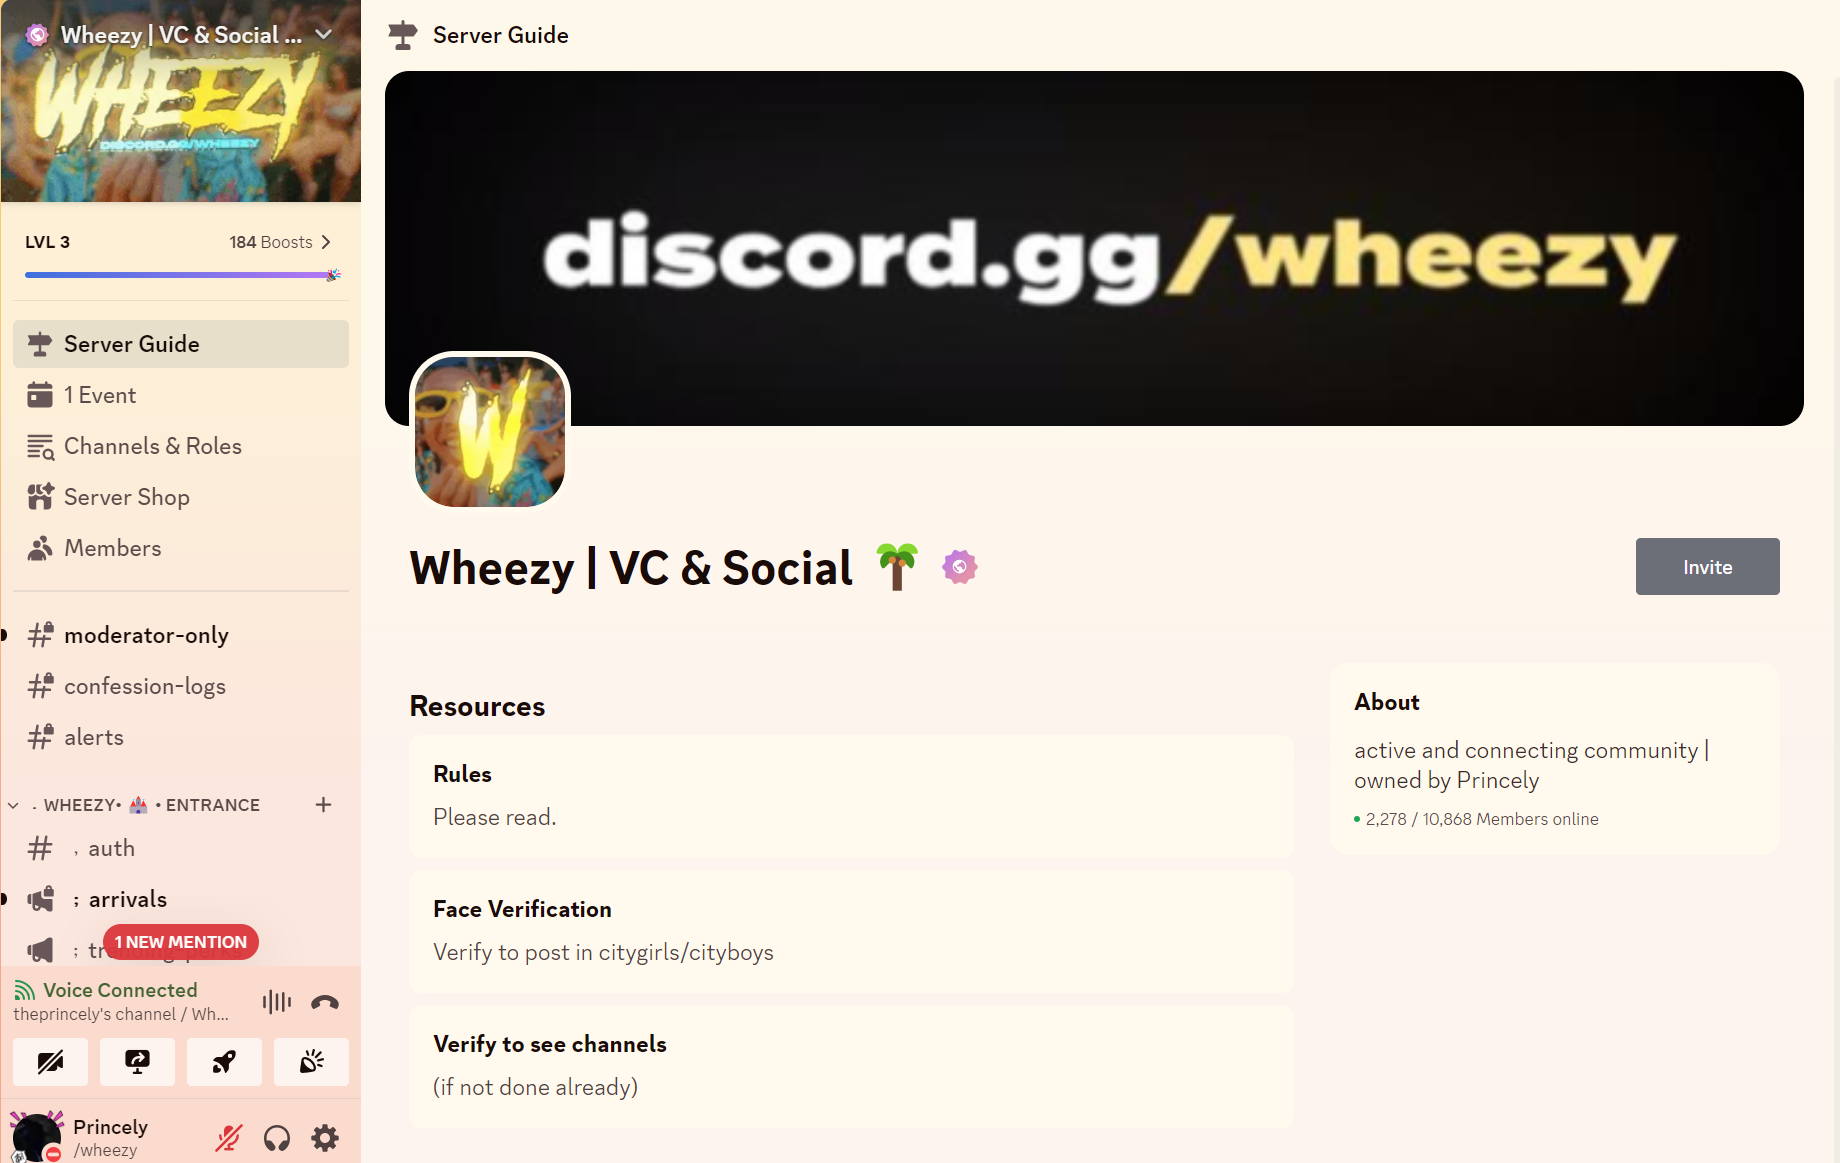 Wheezy | VC & Social ...
WHEEZY
DISCORD.GG/WHEEZY
LVL 3
184 Boosts
Server Guide
1 Event
Channels & Roles
Server Shop
Members
moderator-only
confession-logs
alerts
. WHEEZY• 🏰 • ENTRANCE
, auth
; arrivals
; trending-perks
1 NEW MENTION
Voice Connected
theprincely's channel / Wh...
Princely
/wheezy
Server Guide
discord.gg/wheezy
W
Wheezy | VC & Social 🌴
Invite
Resources
Rules
Please read.
Face Verification
Verify to post in citygirls/cityboys
Verify to see channels
(if not done already)
About
active and connecting community |
owned by Princely
2,278 / 10,868 Members online